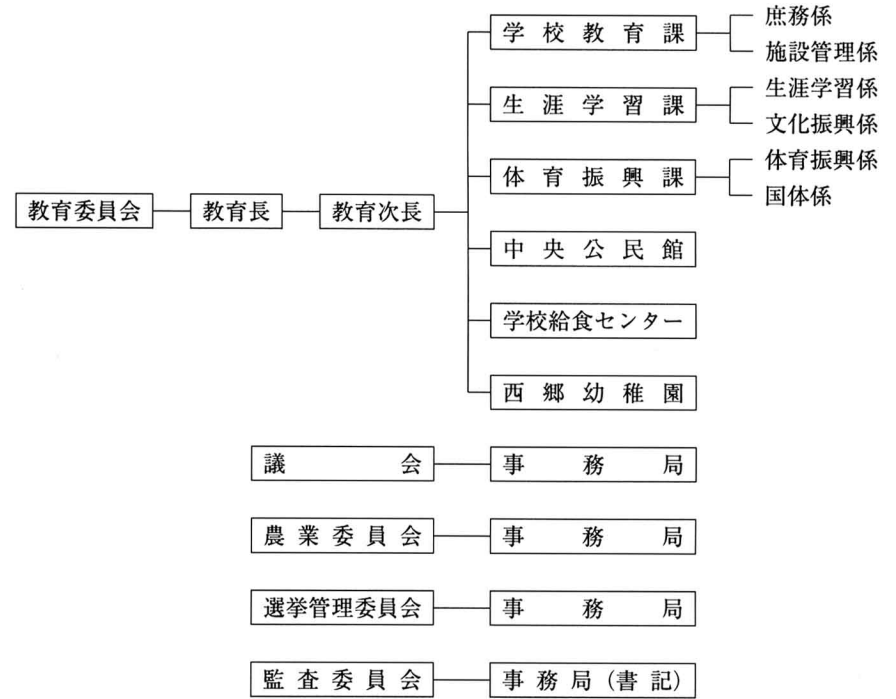 学校教育課
庶務係
施設管理係
生涯学習課
生涯学習係
文化振興係
体育振興課
体育振興係
国体係
教育委員会
教育長
教育次長
中央公民館
学校給食センター
西郷幼稚園
議会
事務局
農業委員会
事務局
選挙管理委員会
事務局
監査委員会
事務局(書記)